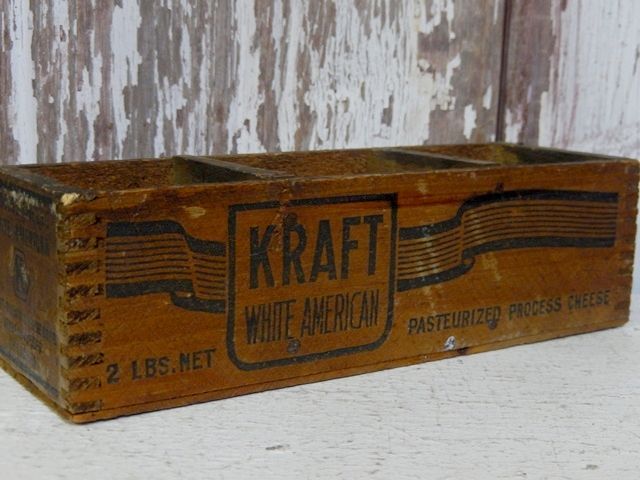 KRAFT
WHITE AMERICAN
2 LBS. NET
PASTEURIZED PROCESS CHEESE